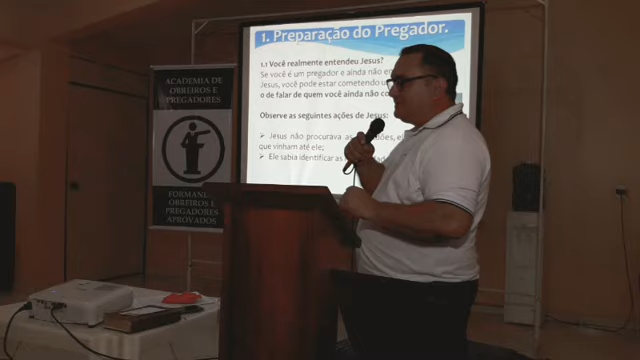 1. Preparação do Pregador.
1.1 Você realmente entendeu Jesus?
Se você é um pregador e ainda não
Jesus, você pode estar cometendo
o de falar de quem você ainda não
Observe as seguintes ações de Jesus:
➢ Jesus não procurava as
que vinham até ele;
➢ Ele sabia identificar as
ACADEMIA DE
OBREIROS E
PREGADORES
OBREIROS E
PREGADORES
APROVADOS